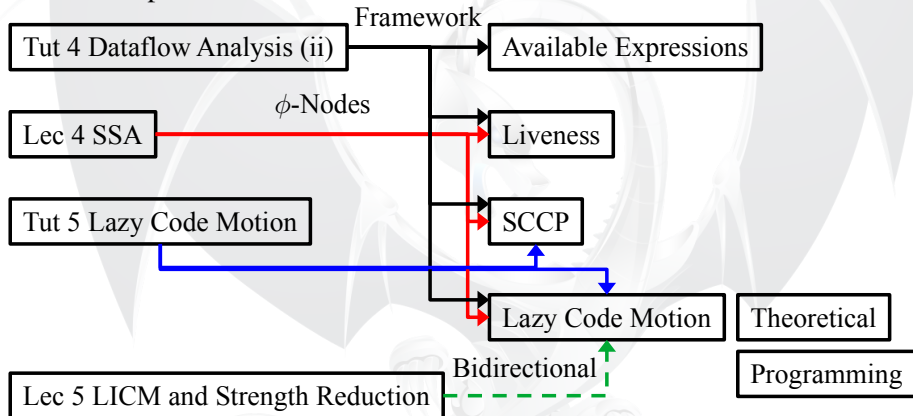 Framework
Tut 4 Dataflow Analysis (ii)
Available Expressions
ϕ-Nodes
Lec 4 SSA
Liveness
Tut 5 Lazy Code Motion
SCCP
Lazy Code Motion
Theoretical
Bidirectional
Programming
Lec 5 LICM and Strength Reduction